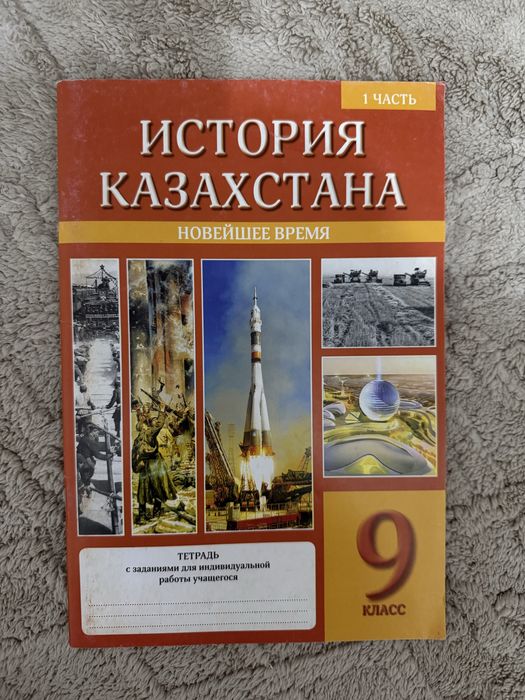 1 ЧАСТЬ
ИСТОРИЯ
КАЗАХСТАНА
НОВЕЙШЕЕ ВРЕМЯ
ТЕТРАДЬ
с заданиями для индивидуальной
работы учащегося
9
КЛАСС